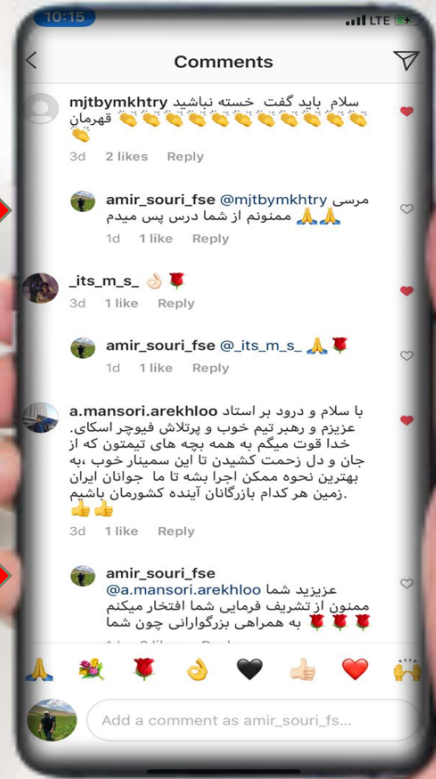 10:15
LTE
Comments
mjtbymkhtry سلام باید گفت خسته نباشید
👏👏👏👏👏👏👏👏👏👏👏 قهرمان
👏
3d 2 likes Reply
amir_souri_fse @mjtbymkhtry مرسی
🙏🙏 ممنونم از شما درس پس میدم
1d 1 like Reply
_its_m_s_ 👌🏻🌹
3d 1 like Reply
amir_souri_fse @_its_m_s_ 🙏🌹
1d 1 like Reply
a.mansori.arekhloo با سلام و درود بر استاد
عزیزم و رهبر تیم خوب و پرتلاش فیوچر اسکای.
خدا قوت میگم به همه بچه های تیمتون که از
جان و دل زحمت کشیدن تا این سمینار خوب ،به
بهترین نحوه ممکن اجرا بشه تا ما جوانان ایران
زمین هر کدام بازرگانان آینده کشورمان باشیم.
👍👍
3d 1 like Reply
amir_souri_fse
@a.mansori.arekhloo عزیزید شما
ممنون از تشریف فرمایی شما افتخار میکنم
به همراهی بزرگوارانی چون شما 🌹🌹🌹
Add a comment as amir_souri_fs...